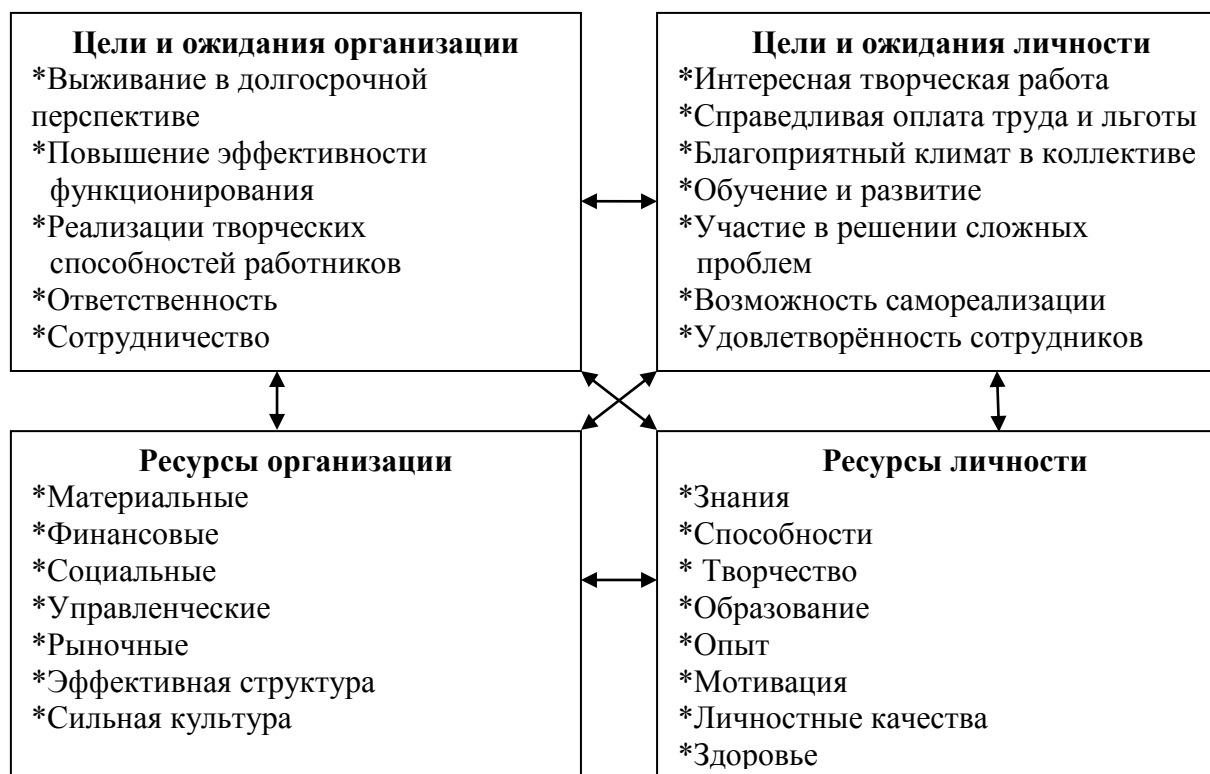 Цели и ожидания организации
*Выживание в долгосрочной
перспективе
*Повышение эффективности
функционирования
*Реализации творческих
способностей работников
*Ответственность
*Сотрудничество
Цели и ожидания личности
*Интересная творческая работа
*Справедливая оплата труда и льготы
*Благоприятный климат в коллективе
*Обучение и развитие
*Участие в решении сложных
проблем
*Возможность самореализации
*Удовлетворённость сотрудников
Ресурсы организации
*Материальные
*Финансовые
*Социальные
*Управленческие
*Рыночные
*Эффективная структура
*Сильная культура
Ресурсы личности
*Знания
*Способности
* Творчество
*Образование
*Опыт
*Мотивация
*Личностные качества
*Здоровье